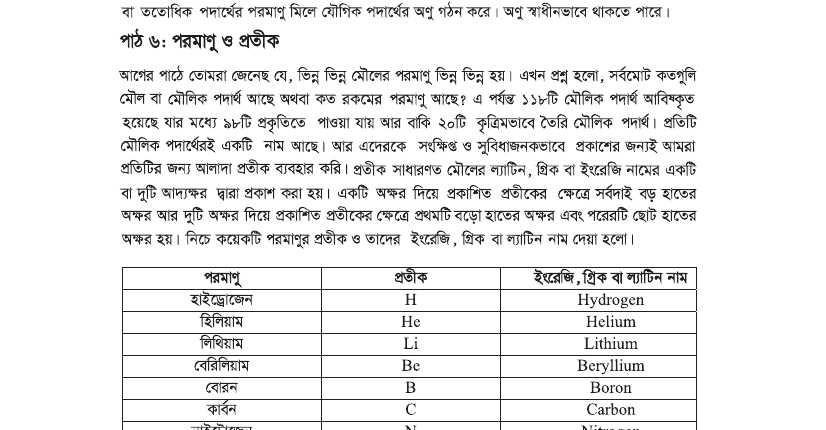 বা ততোধিক পদার্থের পরমাণু মিলে যৌগিক পদার্থের অণু গঠন করে। অণু স্বাধীনভাবে থাকতে পারে।
পাঠ ৬: পরমাণু ও প্রতীক
আগের পাঠে তোমরা জেনেছ যে, ভিন্ন ভিন্ন মৌলের পরমাণু ভিন্ন ভিন্ন হয়। এখন প্রশ্ন হলো, সর্বমোট কতগুলি
মৌল বা মৌলিক পদার্থ আছে অথবা কত রকমের পরমাণু আছে? এ পর্যন্ত ১১৮টি মৌলিক পদার্থ আবিষ্কৃত
হয়েছে যার মধ্যে ৯৮টি প্রকৃতিতে পাওয়া যায় আর বাকি ২০টি কৃত্রিমভাবে তৈরি মৌলিক পদার্থ। প্রতিটি
মৌলিক পদার্থেরই একটি নাম আছে। আর এদেরকে সংক্ষিপ্ত ও সুবিধাজনকভাবে প্রকাশের জন্যই আমরা
প্রতিটির জন্য আলাদা প্রতীক ব্যবহার করি। প্রতীক সাধারণত মৌলের ল্যাটিন, গ্রিক বা ইংরেজি নামের একটি
বা দুটি আদ্যক্ষর দ্বারা প্রকাশ করা হয়। একটি অক্ষর দিয়ে প্রকাশিত প্রতীকের ক্ষেত্রে সর্বদাই বড় হাতের
অক্ষর আর দুটি অক্ষর দিয়ে প্রকাশিত প্রতীকের ক্ষেত্রে প্রথমটি বড়ো হাতের অক্ষর এবং পরেরটি ছোট হাতের
অক্ষর হয়। নিচে কয়েকটি পরমাণুর প্রতীক ও তাদের ইংরেজি, গ্রিক বা ল্যাটিন নাম দেয়া হলো।
পরমাণু প্রতীক ইংরেজি, গ্রিক বা ল্যাটিন নাম
হাইড্রোজেন H Hydrogen
হিলিয়াম He Helium
লিথিয়াম Li Lithium
বেরিলিয়াম Be Beryllium
বোরন B Boron
কার্বন C Carbon
নাইট্রোজেন N Nitrogen